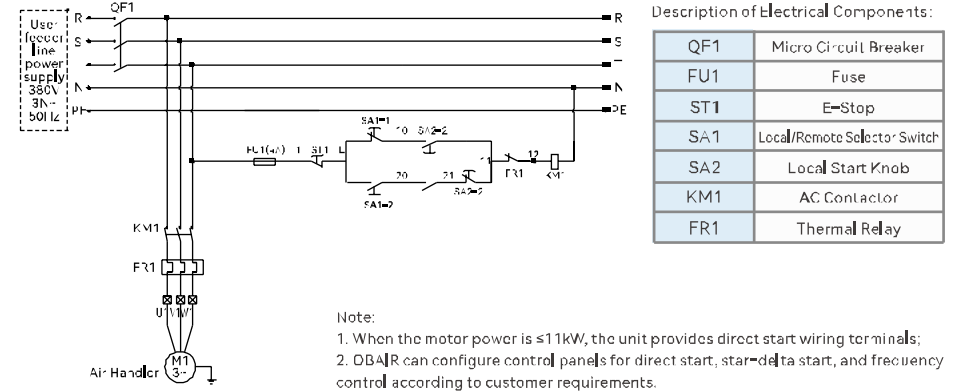 QF1
User
feeder
line
power
supply
380V
3N~
50Hz
R
S
N
PE
R
S
T
N
PE
SA1-1
10
SA2-2
FU1(4A)
1
ST1
11
12
FR1
KM1
20
21
SA1-2
SA2-2
KM1
FR1
U1V1W1
M1
3~
Air Handler
Description of Electrical Components:
QF1 Micro Circuit Breaker
FU1 Fuse
ST1 E-Stop
SA1 Local/Remote Selector Switch
SA2 Local Start Knob
KM1 AC Contactor
FR1 Thermal Relay
Note:
1. When the motor power is ≤11kW, the unit provides direct start wiring terminals;
2. OBAIR can configure control panels for direct start, star-delta start, and frequency
control according to customer requirements.